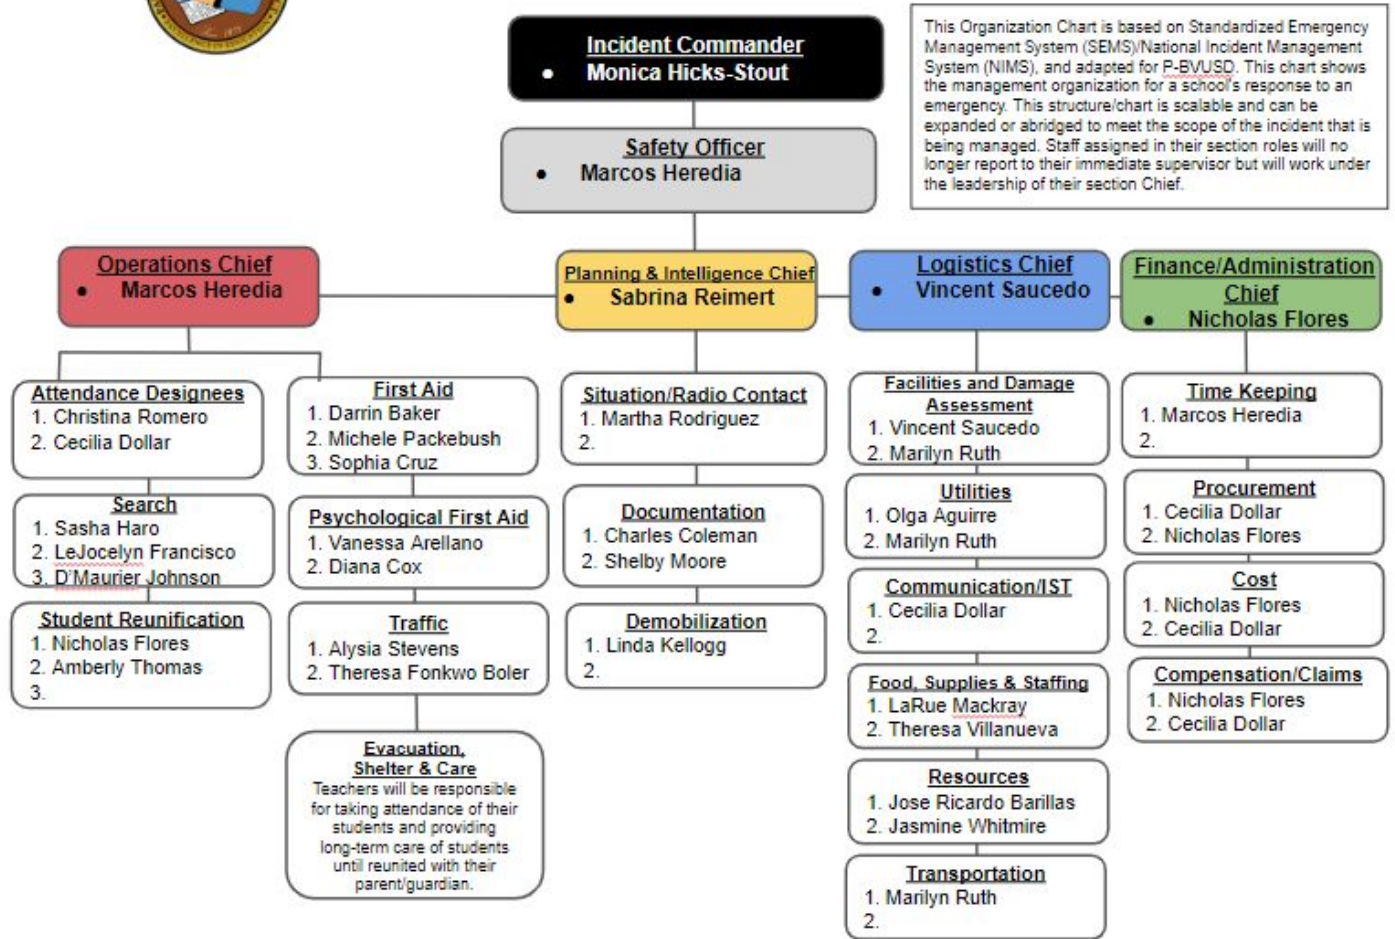 EXCELLENCE IN EDUCATION
Incident Commander
● Monica Hicks-Stout
This Organization Chart is based on Standardized Emergency
Management System (SEMS)/National Incident Management
System (NIMS), and adapted for P-BVUSD. This chart shows
the management organization for a school's response to an
emergency. This structure/chart is scalable and can be
expanded or abridged to meet the scope of the incident that is
being managed. Staff assigned in their section roles will no
longer report to their immediate supervisor but will work under
the leadership of their section Chief.
Safety Officer
● Marcos Heredia
Operations Chief
● Marcos Heredia
Attendance Designees
1. Christina Romero
2. Cecilia Dollar
Search
1. Sasha Haro
2. LeJocelyn Francisco
3. D'Maurier Johnson
Student Reunification
1. Nicholas Flores
2. Amberly Thomas
3.
First Aid
1. Darrin Baker
2. Michele Packebush
3. Sophia Cruz
Psychological First Aid
1. Vanessa Arellano
2. Diana Cox
Traffic
1. Alysia Stevens
2. Theresa Fonkwo Boler
Evacuation,
Shelter & Care
Teachers will be responsible
for taking attendance of their
students and providing
long-term care of students
until reunited with their
parent/guardian.
Planning & Intelligence Chief
● Sabrina Reimert
Situation/Radio Contact
1. Martha Rodriguez
2.
Documentation
1. Charles Coleman
2. Shelby Moore
Demobilization
1. Linda Kellogg
2.
Logistics Chief
● Vincent Saucedo
Facilities and Damage
Assessment
1. Vincent Saucedo
2. Marilyn Ruth
Utilities
1. Olga Aguirre
2. Marilyn Ruth
Communication/IST
1. Cecilia Dollar
2.
Food, Supplies & Staffing
1. LaRue Mackray
2. Theresa Villanueva
Resources
1. Jose Ricardo Barillas
2. Jasmine Whitmire
Transportation
1. Marilyn Ruth
2.
Finance/Administration
Chief
● Nicholas Flores
Time Keeping
1. Marcos Heredia
2.
Procurement
1. Cecilia Dollar
2. Nicholas Flores
Cost
1. Nicholas Flores
2. Cecilia Dollar
Compensation/Claims
1. Nicholas Flores
2. Cecilia Dollar